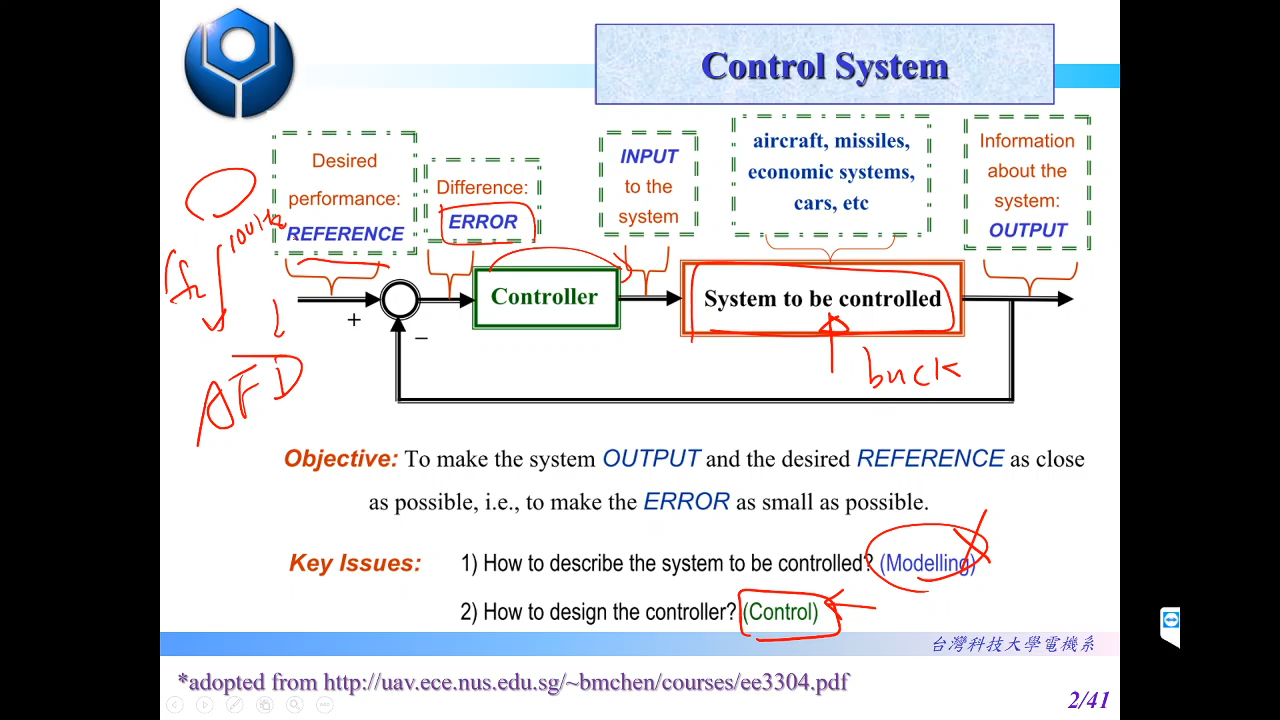 Control System
Desired
performance:
REFERENCE
Difference:
ERROR
INPUT
to the
system
aircraft, missiles,
economic systems,
cars, etc
Information
about the
system:
OUTPUT
100Hz
+
−
Controller
System to be controlled
buck
Objective: To make the system OUTPUT and the desired REFERENCE as close
as possible, i.e., to make the ERROR as small as possible.
Key Issues: 1) How to describe the system to be controlled? (Modelling)
2) How to design the controller? (Control)
台灣科技大學電機系
*adopted from http://uav.ece.nus.edu.sg/~bmchen/courses/ee3304.pdf
2/41